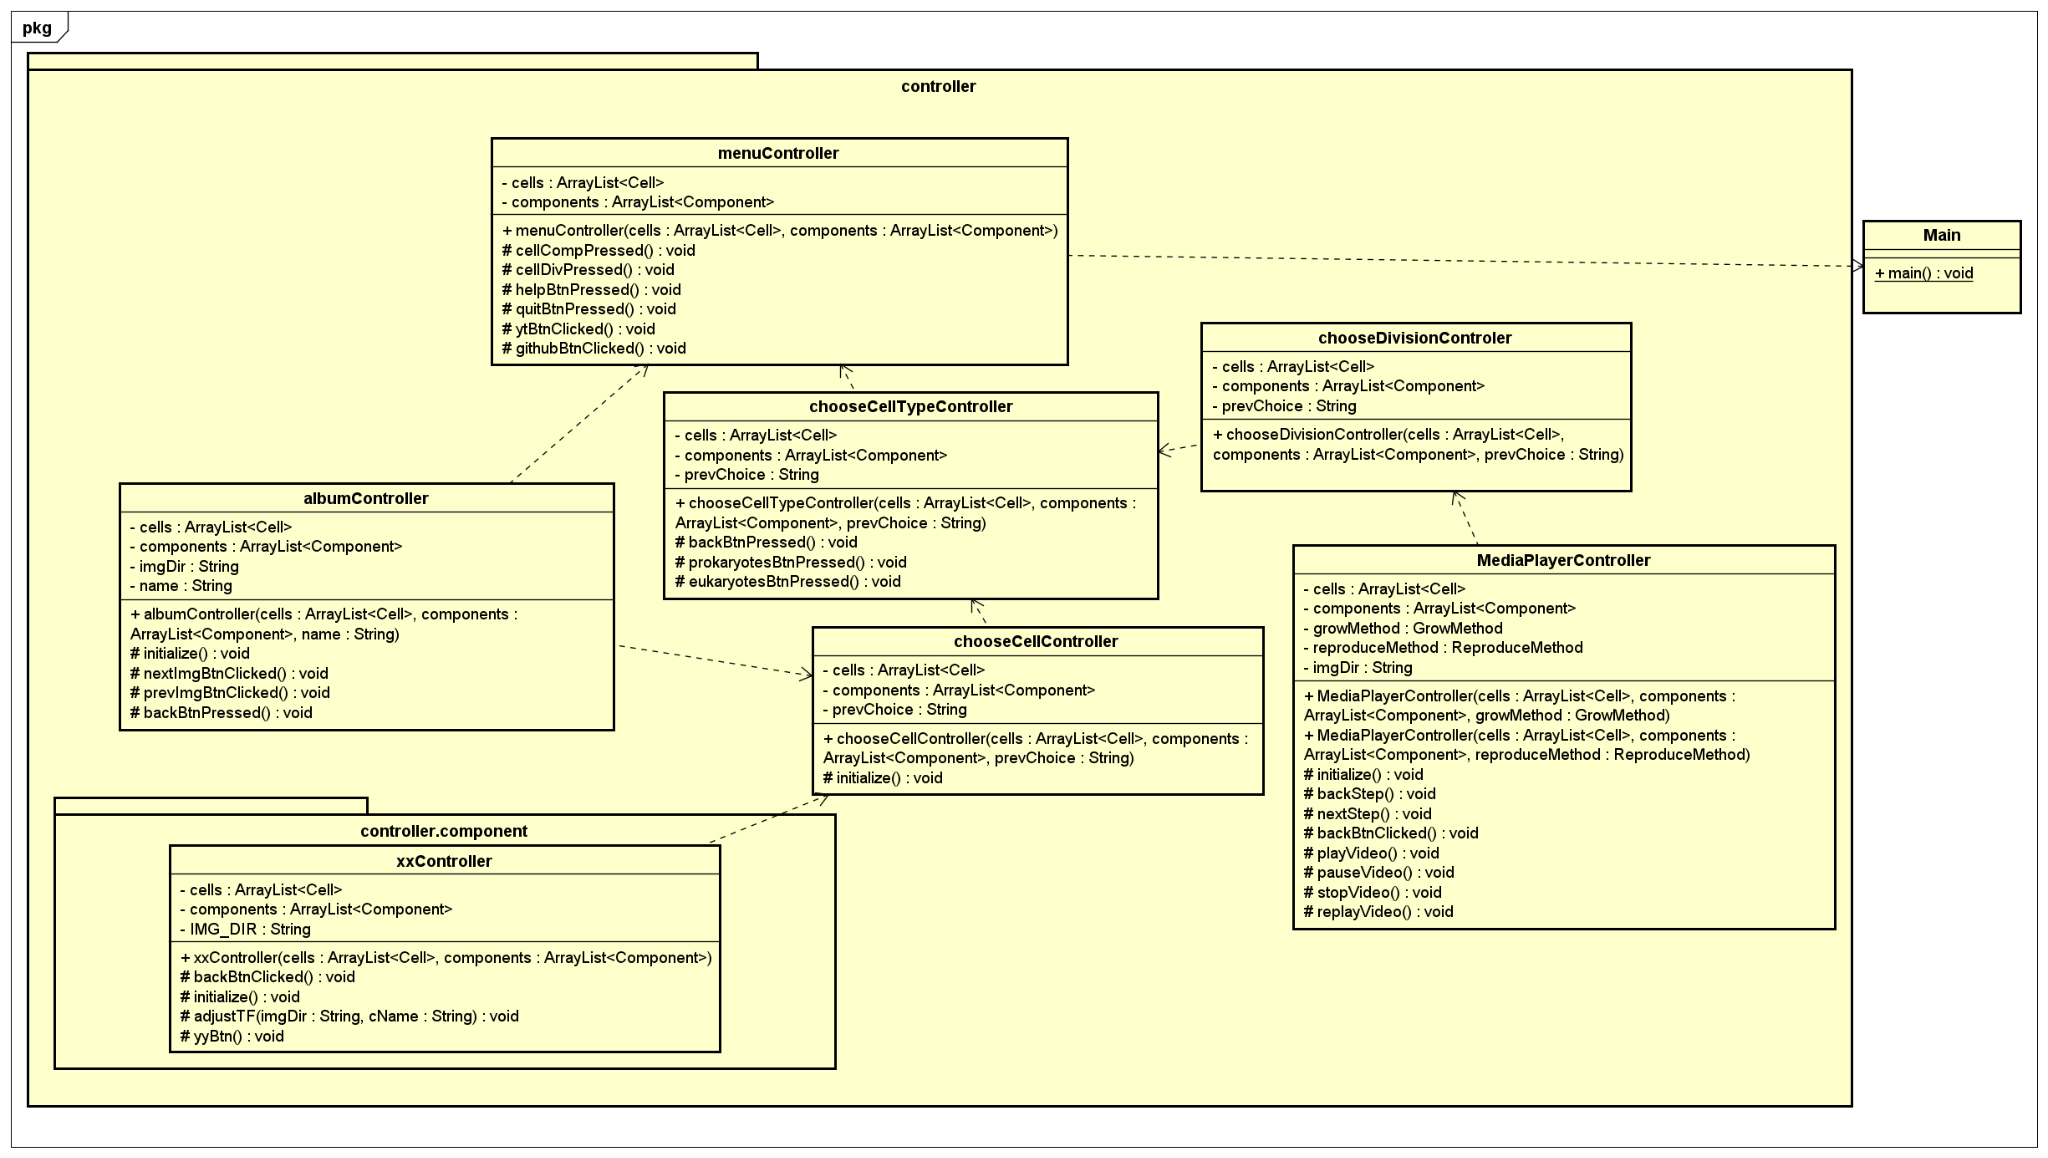 pkg
controller
menuController
- cells : ArrayList<Cell>
- components : ArrayList<Component>
+ menuController(cells : ArrayList<Cell>, components : ArrayList<Component>)
# cellCompPressed() : void
# cellDivPressed() : void
# helpBtnPressed() : void
# quitBtnPressed() : void
# ytBtnClicked() : void
# githubBtnClicked() : void
Main
+ main() : void
chooseDivisionControler
- cells : ArrayList<Cell>
- components : ArrayList<Component>
- prevChoice : String
+ chooseDivisionController(cells : ArrayList<Cell>,
components : ArrayList<Component>, prevChoice : String)
chooseCellTypeController
- cells : ArrayList<Cell>
- components : ArrayList<Component>
- prevChoice : String
+ chooseCellTypeController(cells : ArrayList<Cell>, components :
ArrayList<Component>, prevChoice : String)
# backBtnPressed() : void
# prokaryotesBtnPressed() : void
# eukaryotesBtnPressed() : void
albumController
- cells : ArrayList<Cell>
- components : ArrayList<Component>
- imgDir : String
- name : String
+ albumController(cells : ArrayList<Cell>, components :
ArrayList<Component>, name : String)
# initialize() : void
# nextImgBtnClicked() : void
# prevImgBtnClicked() : void
# backBtnPressed() : void
MediaPlayerController
- cells : ArrayList<Cell>
- components : ArrayList<Component>
- growMethod : GrowMethod
- reproduceMethod : ReproduceMethod
- imgDir : String
+ MediaPlayerController(cells : ArrayList<Cell>, components :
ArrayList<Component>, growMethod : GrowMethod)
+ MediaPlayerController(cells : ArrayList<Cell>, components :
ArrayList<Component>, reproduceMethod : ReproduceMethod)
# initialize() : void
# backStep() : void
# nextStep() : void
# backBtnClicked() : void
# playVideo() : void
# pauseVideo() : void
# stopVideo() : void
# replayVideo() : void
chooseCellController
- cells : ArrayList<Cell>
- components : ArrayList<Component>
- prevChoice : String
+ chooseCellController(cells : ArrayList<Cell>, components :
ArrayList<Component>, prevChoice : String)
# initialize() : void
controller.component
xxController
- cells : ArrayList<Cell>
- components : ArrayList<Component>
- IMG_DIR : String
+ xxController(cells : ArrayList<Cell>, components : ArrayList<Component>)
# backBtnClicked() : void
# initialize() : void
# adjustTF(imgDir : String, cName : String) : void
# yyBtn() : void